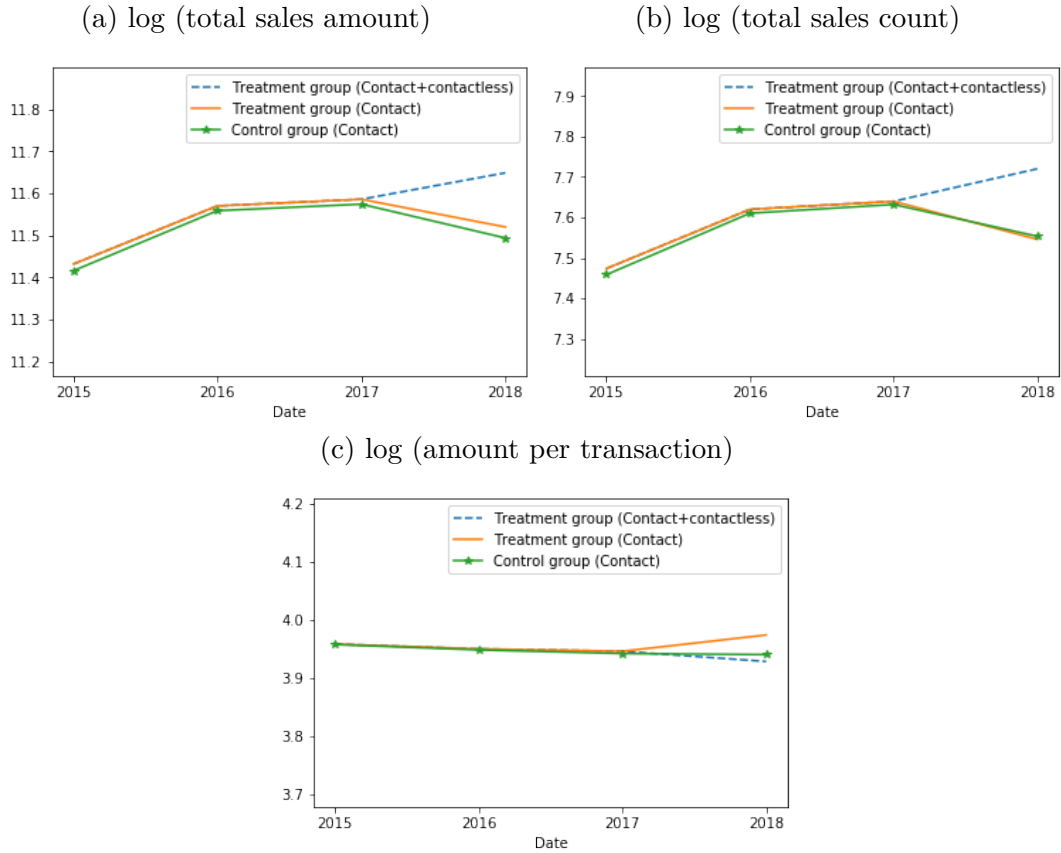 (a) log (total sales amount)
11.8
11.7
11.6
11.5
11.4
11.3
11.2
Treatment group (Contact+contactless)
Treatment group (Contact)
Control group (Contact)
2015 2016 2017 2018
Date
(b) log (total sales count)
7.9
7.8
7.7
7.6
7.5
7.4
7.3
Treatment group (Contact+contactless)
Treatment group (Contact)
Control group (Contact)
2015 2016 2017 2018
Date
(c) log (amount per transaction)
4.2
4.1
4.0
3.9
3.8
3.7
Treatment group (Contact+contactless)
Treatment group (Contact)
Control group (Contact)
2015 2016 2017 2018
Date